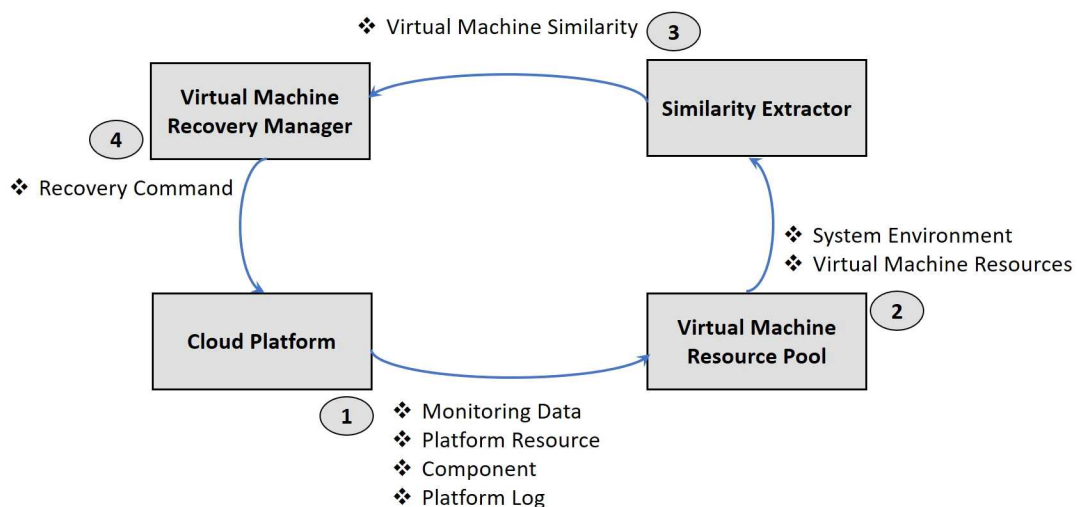 ❖ Virtual Machine Similarity
3
Virtual Machine
Recovery Manager
Similarity Extractor
4
❖ Recovery Command
❖ System Environment
❖ Virtual Machine Resources
Cloud Platform
Virtual Machine
Resource Pool
2
1
❖ Monitoring Data
❖ Platform Resource
❖ Component
❖ Platform Log